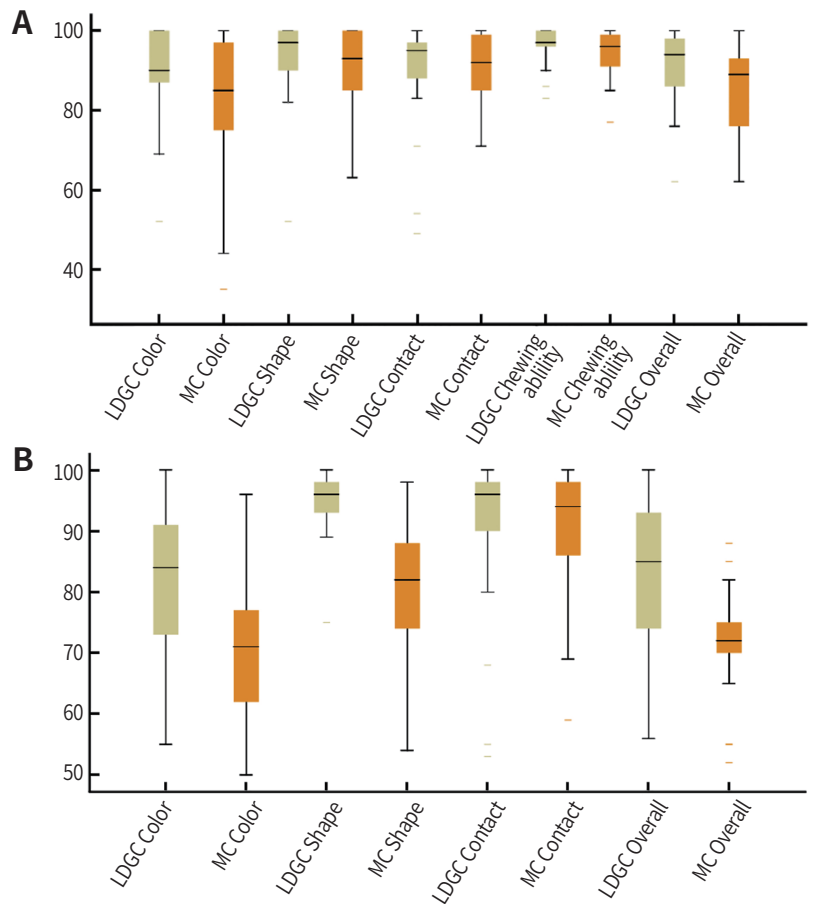 A
100
80
60
40
LDGC Color
MC Color
LDGC Shape
MC Shape
LDGC Contact
MC Contact
LDGC Chewing
ablility
MC Chewing
ablility
LDGC Overall
MC Overall
B
100
90
80
70
60
50
LDGC Color
MC Color
LDGC Shape
MC Shape
LDGC Contact
MC Contact
LDGC Overall
MC Overall